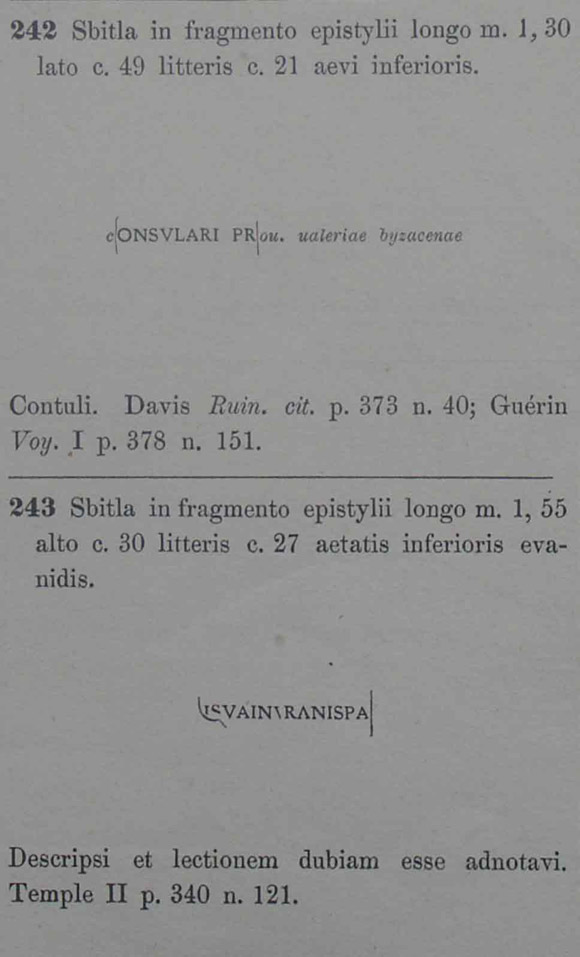 242 Sbitla in fragmento epistylii longo m. 1, 30
lato c. 49 litteris c. 21 aevi inferioris.
cONSVLARI PRou. ualeriae byzacenae
Contuli. Davis Ruin. cit. p. 373 n. 40; Guérin
Voy. I p. 378 n. 151.
243 Sbitla in fragmento epistylii longo m. 1, 55
alto c. 30 litteris c. 27 aetatis inferioris eva-
nidis.
ISVAIN\RANISPA
Descripsi et lectionem dubiam esse adnotavi.
Temple II p. 340 n. 121.